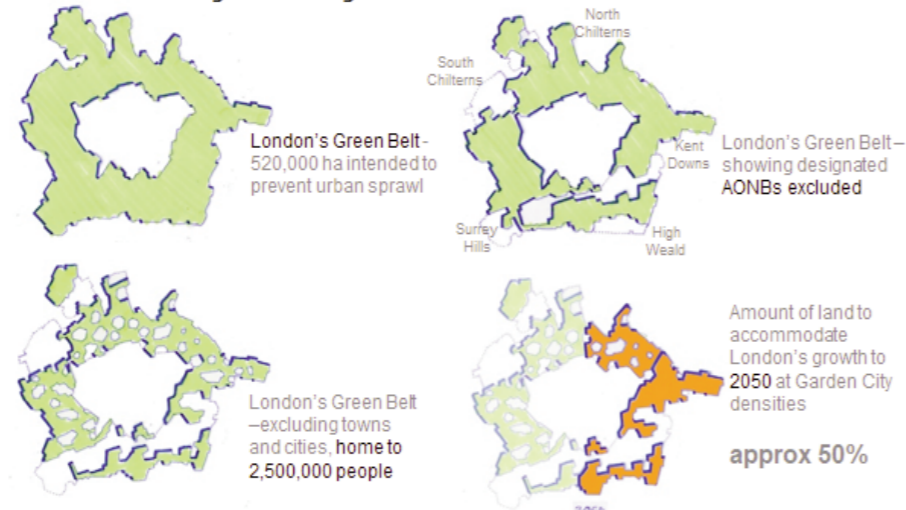 London's Green Belt -
520,000 ha intended to
prevent urban sprawl
North
Chilterns
South
Chilterns
Kent
Downs
Surrey
Hills
High
Weald
London's Green Belt –
showing designated
AONBs excluded
London's Green Belt
–excluding towns
and cities, home to
2,500,000 people
Amount of land to
accommodate
London's growth to
2050 at Garden City
densities
approx 50%